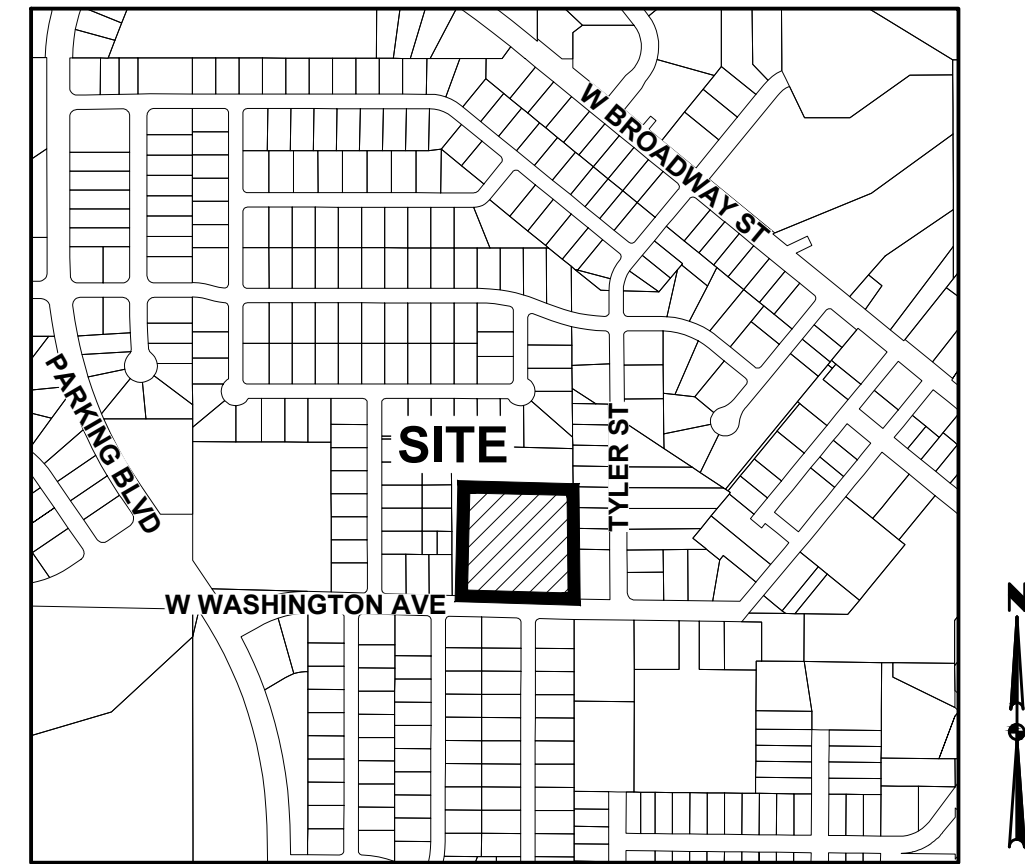 W BROADWAY ST
PARKING BLVD
SITE
TYLER ST
W WASHINGTON AVE
N